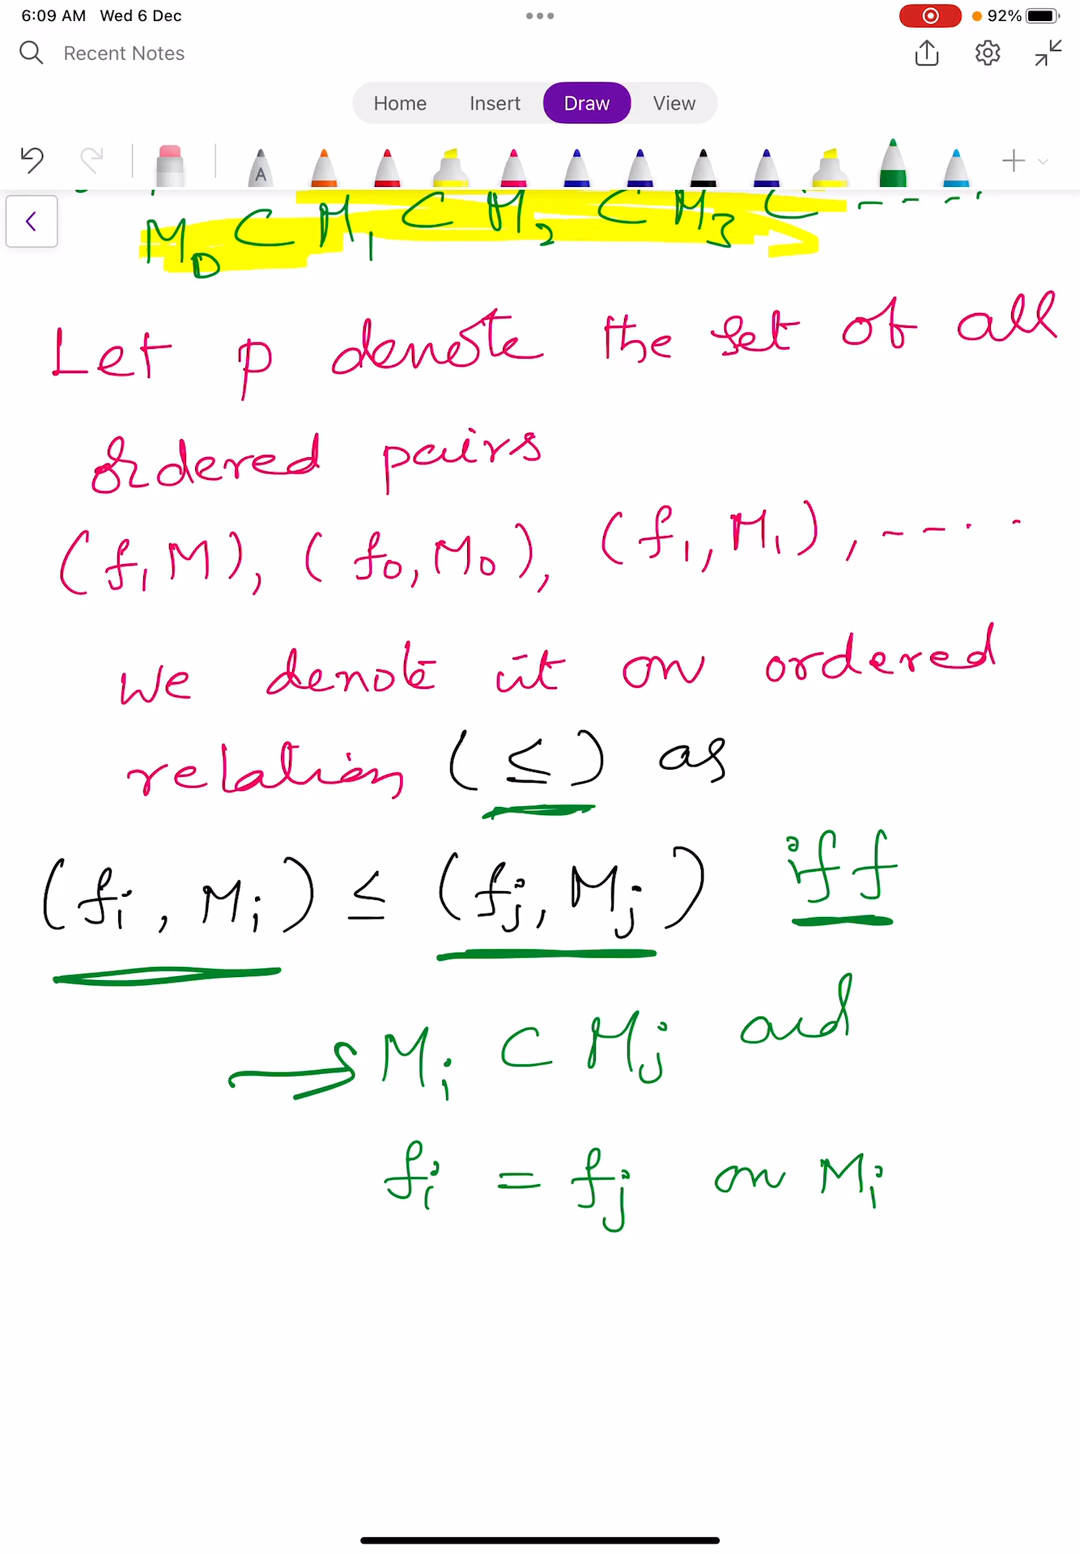 6:09 AM Wed 6 Dec
92%
Recent Notes
Home Insert Draw View
A
M₀ ⊂ M₁ ⊂ M₂ ⊂ M₃ ⊂ ----
Let p denote the set of all
ordered pairs
(f, M), (f₀, M₀), (f₁, M₁), ----
we denote it on ordered
relation (≤) as
(fᵢ, Mᵢ) ≤ (fⱼ, Mⱼ) iff
→ Mᵢ ⊂ Mⱼ and
fᵢ = fⱼ on Mᵢ